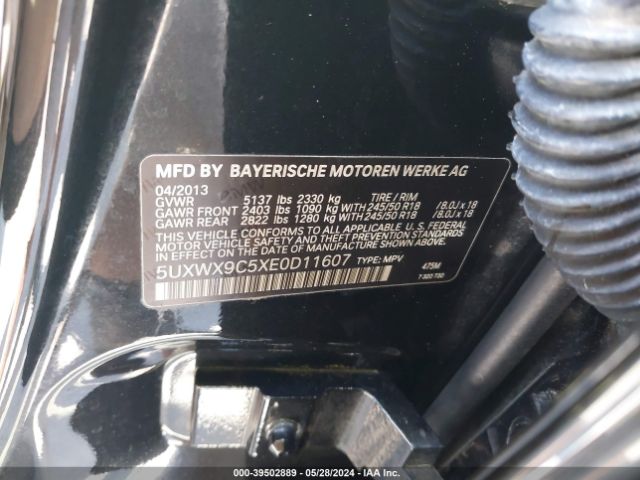 MFD BY BAYERISCHE MOTOREN WERKE AG
04/2013
GVWR 5137 lbs 2330 kg TIRE / RIM
GAWR FRONT 2403 lbs 1090 kg WITH 245/50 R18 /8.0J x 18
GAWR REAR 2822 lbs 1280 kg WITH 245/50 R18 /8.0J x 18
THIS VEHICLE CONFORMS TO ALL APPLICABLE U.S. FEDERAL
MOTOR VEHICLE SAFETY AND THEFT PREVENTION STANDARDS
IN EFFECT ON THE DATE OF MANUFACTURE SHOWN ABOVE.
5UXWX9C5XE0D11607 TYPE: MPV 475M
7 320 730
000-39502889 - 05/28/2024 - IAA Inc.